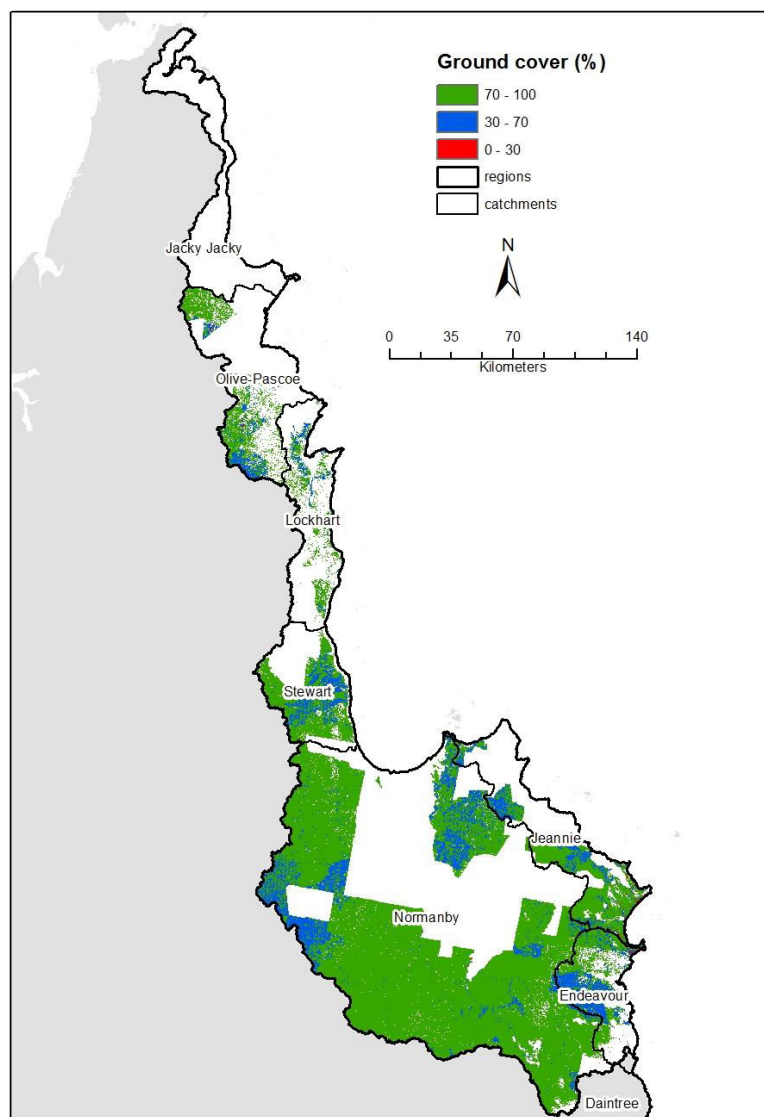 Ground cover (%)
70 - 100
30 - 70
0 - 30
regions
catchments
N
0 35 70 140
Kilometers
Jacky Jacky
Olive-Pascoe
Lockhart
Stewart
Jeannie
Normanby
Endeavour
Daintree